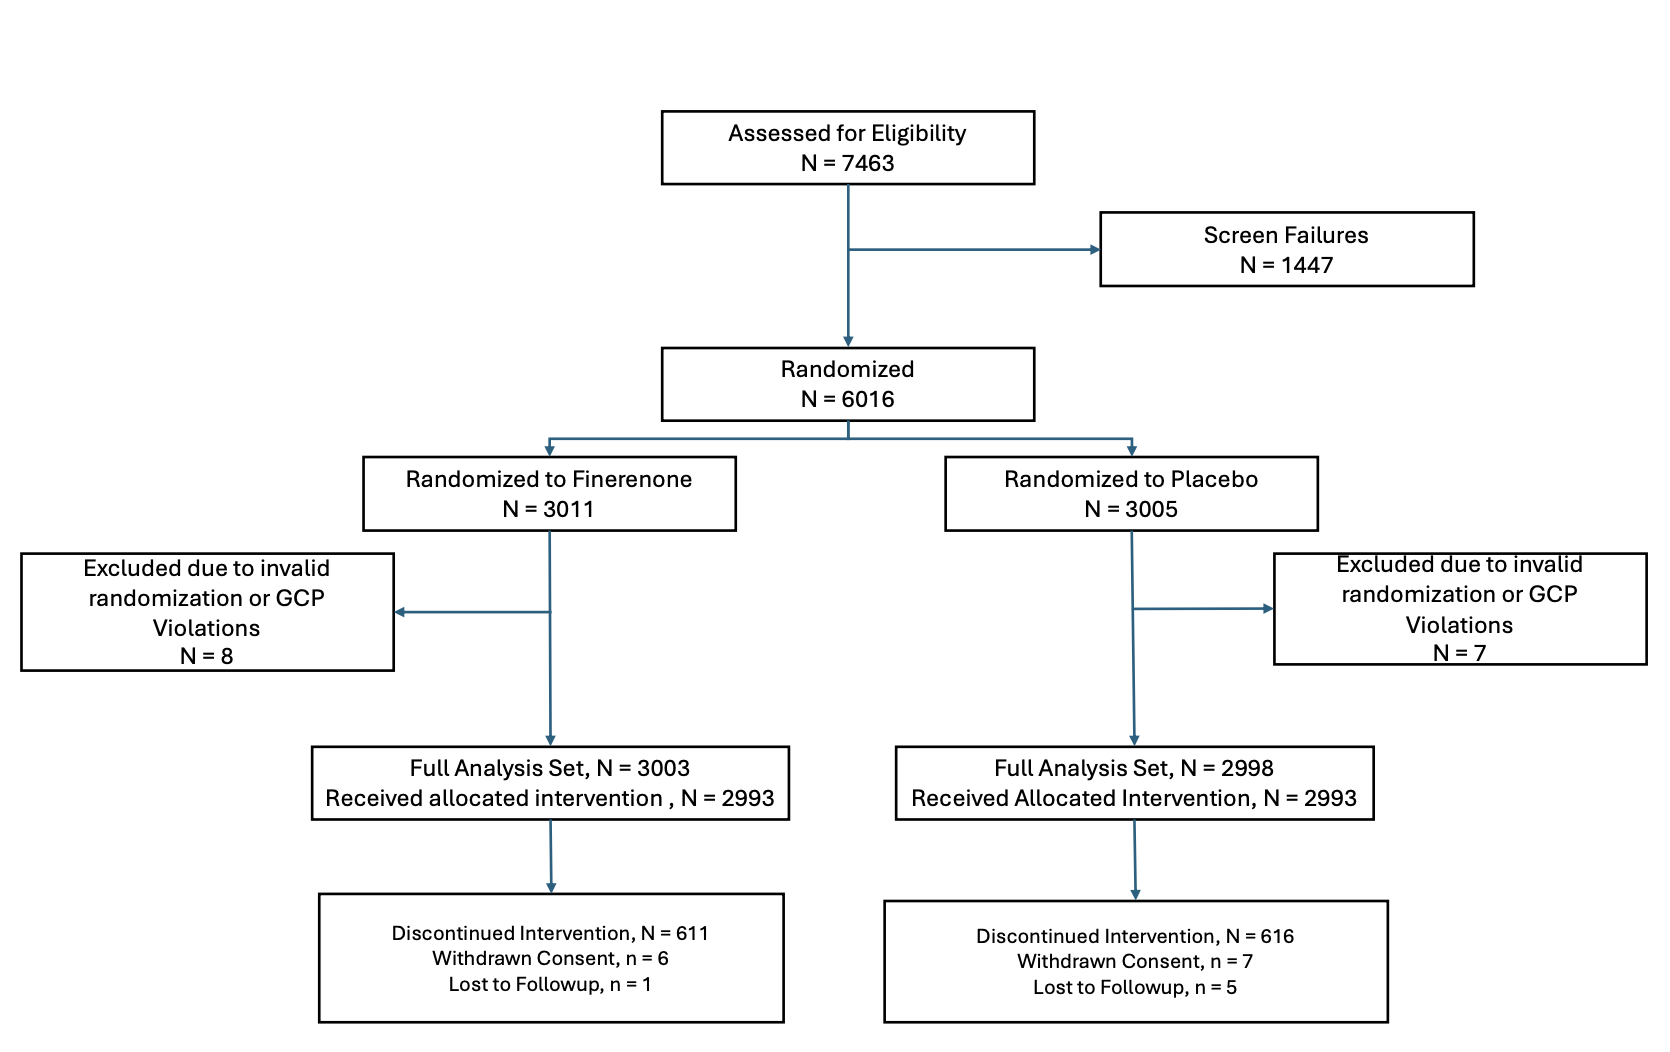 Assessed for Eligibility
N = 7463
Screen Failures
N = 1447
Randomized
N = 6016
Randomized to Finerenone
N = 3011
Randomized to Placebo
N = 3005
Excluded due to invalid
randomization or GCP
Violations
N = 8
Excluded due to invalid
randomization or GCP
Violations
N = 7
Full Analysis Set, N = 3003
Received allocated intervention , N = 2993
Full Analysis Set, N = 2998
Received Allocated Intervention, N = 2993
Discontinued Intervention, N = 611
Withdrawn Consent, n = 6
Lost to Followup, n = 1
Discontinued Intervention, N = 616
Withdrawn Consent, n = 7
Lost to Followup, n = 5